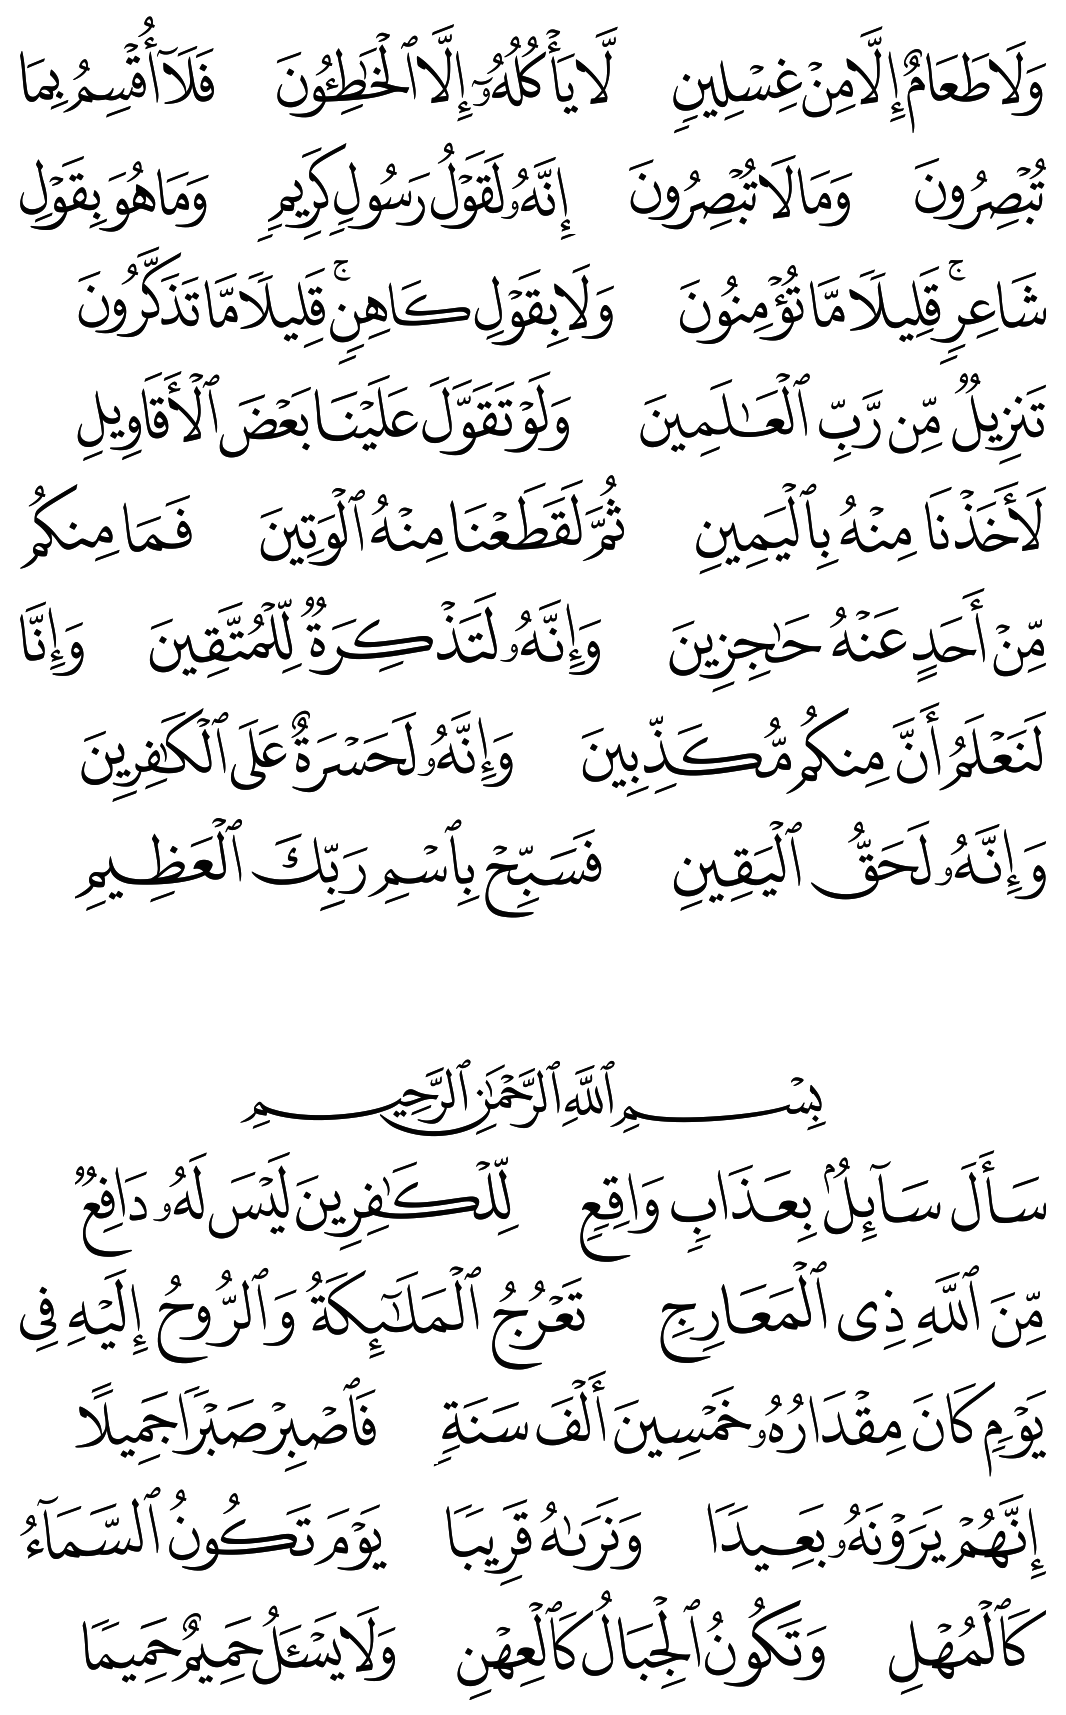 وَلَا طَعَامٌ إِلَّا مِنْ غِسْلِينٍ لَّا يَأْكُلُهُۥٓ إِلَّا ٱلْخَٰطِـُٔونَ فَلَآ أُقْسِمُ بِمَا
تُبْصِرُونَ وَمَا لَا تُبْصِرُونَ إِنَّهُۥ لَقَوْلُ رَسُولٍ كَرِيمٍ وَمَا هُوَ بِقَوْلِ
شَاعِرٍ ۚ قَلِيلًا مَّا تُؤْمِنُونَ وَلَا بِقَوْلِ كَاهِنٍ ۚ قَلِيلًا مَّا تَذَكَّرُونَ
تَنزِيلٌ مِّن رَّبِّ ٱلْعَٰلَمِينَ وَلَوْ تَقَوَّلَ عَلَيْنَا بَعْضَ ٱلْأَقَاوِيلِ
لَأَخَذْنَا مِنْهُ بِٱلْيَمِينِ ثُمَّ لَقَطَعْنَا مِنْهُ ٱلْوَتِينَ فَمَا مِنكُم
مِّنْ أَحَدٍ عَنْهُ حَٰجِزِينَ وَإِنَّهُۥ لَتَذْكِرَةٌ لِّلْمُتَّقِينَ وَإِنَّا
لَنَعْلَمُ أَنَّ مِنكُم مُّكَذِّبِينَ وَإِنَّهُۥ لَحَسْرَةٌ عَلَى ٱلْكَٰفِرِينَ
وَإِنَّهُۥ لَحَقُّ ٱلْيَقِينِ فَسَبِّحْ بِٱسْمِ رَبِّكَ ٱلْعَظِيمِ
بِسْمِ ٱللَّهِ ٱلرَّحْمَٰنِ ٱلرَّحِيمِ
سَأَلَ سَآئِلٌۢ بِعَذَابٍ وَاقِعٍ لِّلْكَٰفِرِينَ لَيْسَ لَهُۥ دَافِعٌ
مِّنَ ٱللَّهِ ذِى ٱلْمَعَارِجِ تَعْرُجُ ٱلْمَلَٰٓئِكَةُ وَٱلرُّوحُ إِلَيْهِ فِى
يَوْمٍ كَانَ مِقْدَارُهُۥ خَمْسِينَ أَلْفَ سَنَةٍ فَٱصْبِرْ صَبْرًا جَمِيلًا
إِنَّهُمْ يَرَوْنَهُۥ بَعِيدًا وَنَرَىٰهُ قَرِيبًا يَوْمَ تَكُونُ ٱلسَّمَآءُ
كَٱلْمُهْلِ وَتَكُونُ ٱلْجِبَالُ كَٱلْعِهْنِ وَلَا يَسْـَٔلُ حَمِيمٌ حَمِيمًا